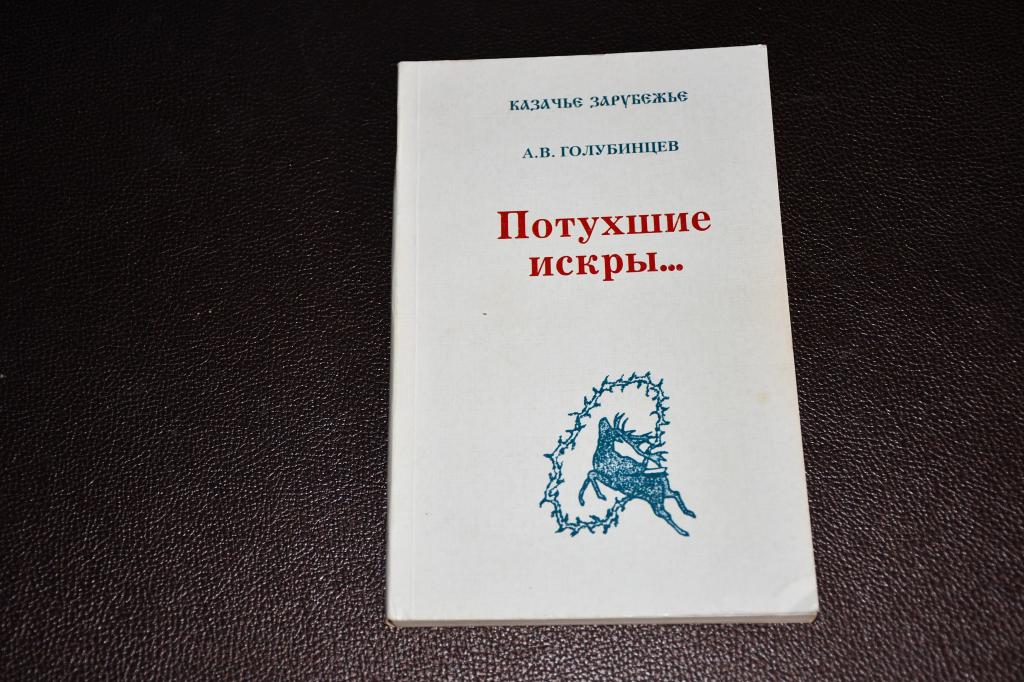 КАЗАЧЬЕ ЗАРУБЕЖЬЕ
А.В. ГОЛУБИНЦЕВ
Потухшие
искры...